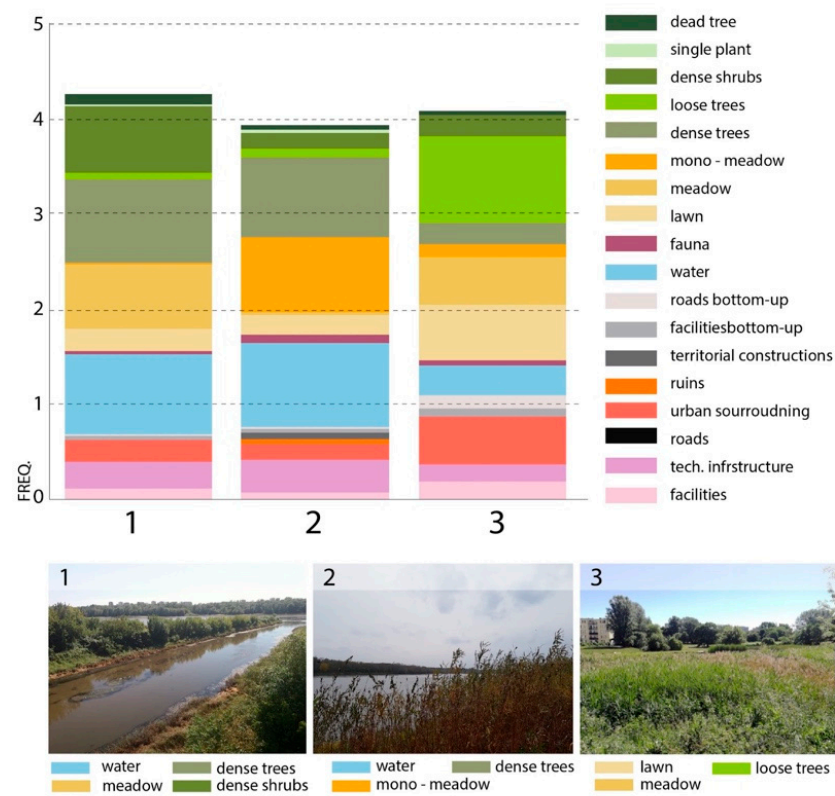 5
4
3
2
1
0
FREQ.
1 2 3
dead tree
single plant
dense shrubs
loose trees
dense trees
mono - meadow
meadow
lawn
fauna
water
roads bottom-up
facilitiesbottom-up
territorial constructions
ruins
urban sourroudning
roads
tech. infrstructure
facilities
1
2
3
water dense trees
meadow dense shrubs
water dense trees
mono - meadow
lawn loose trees
meadow